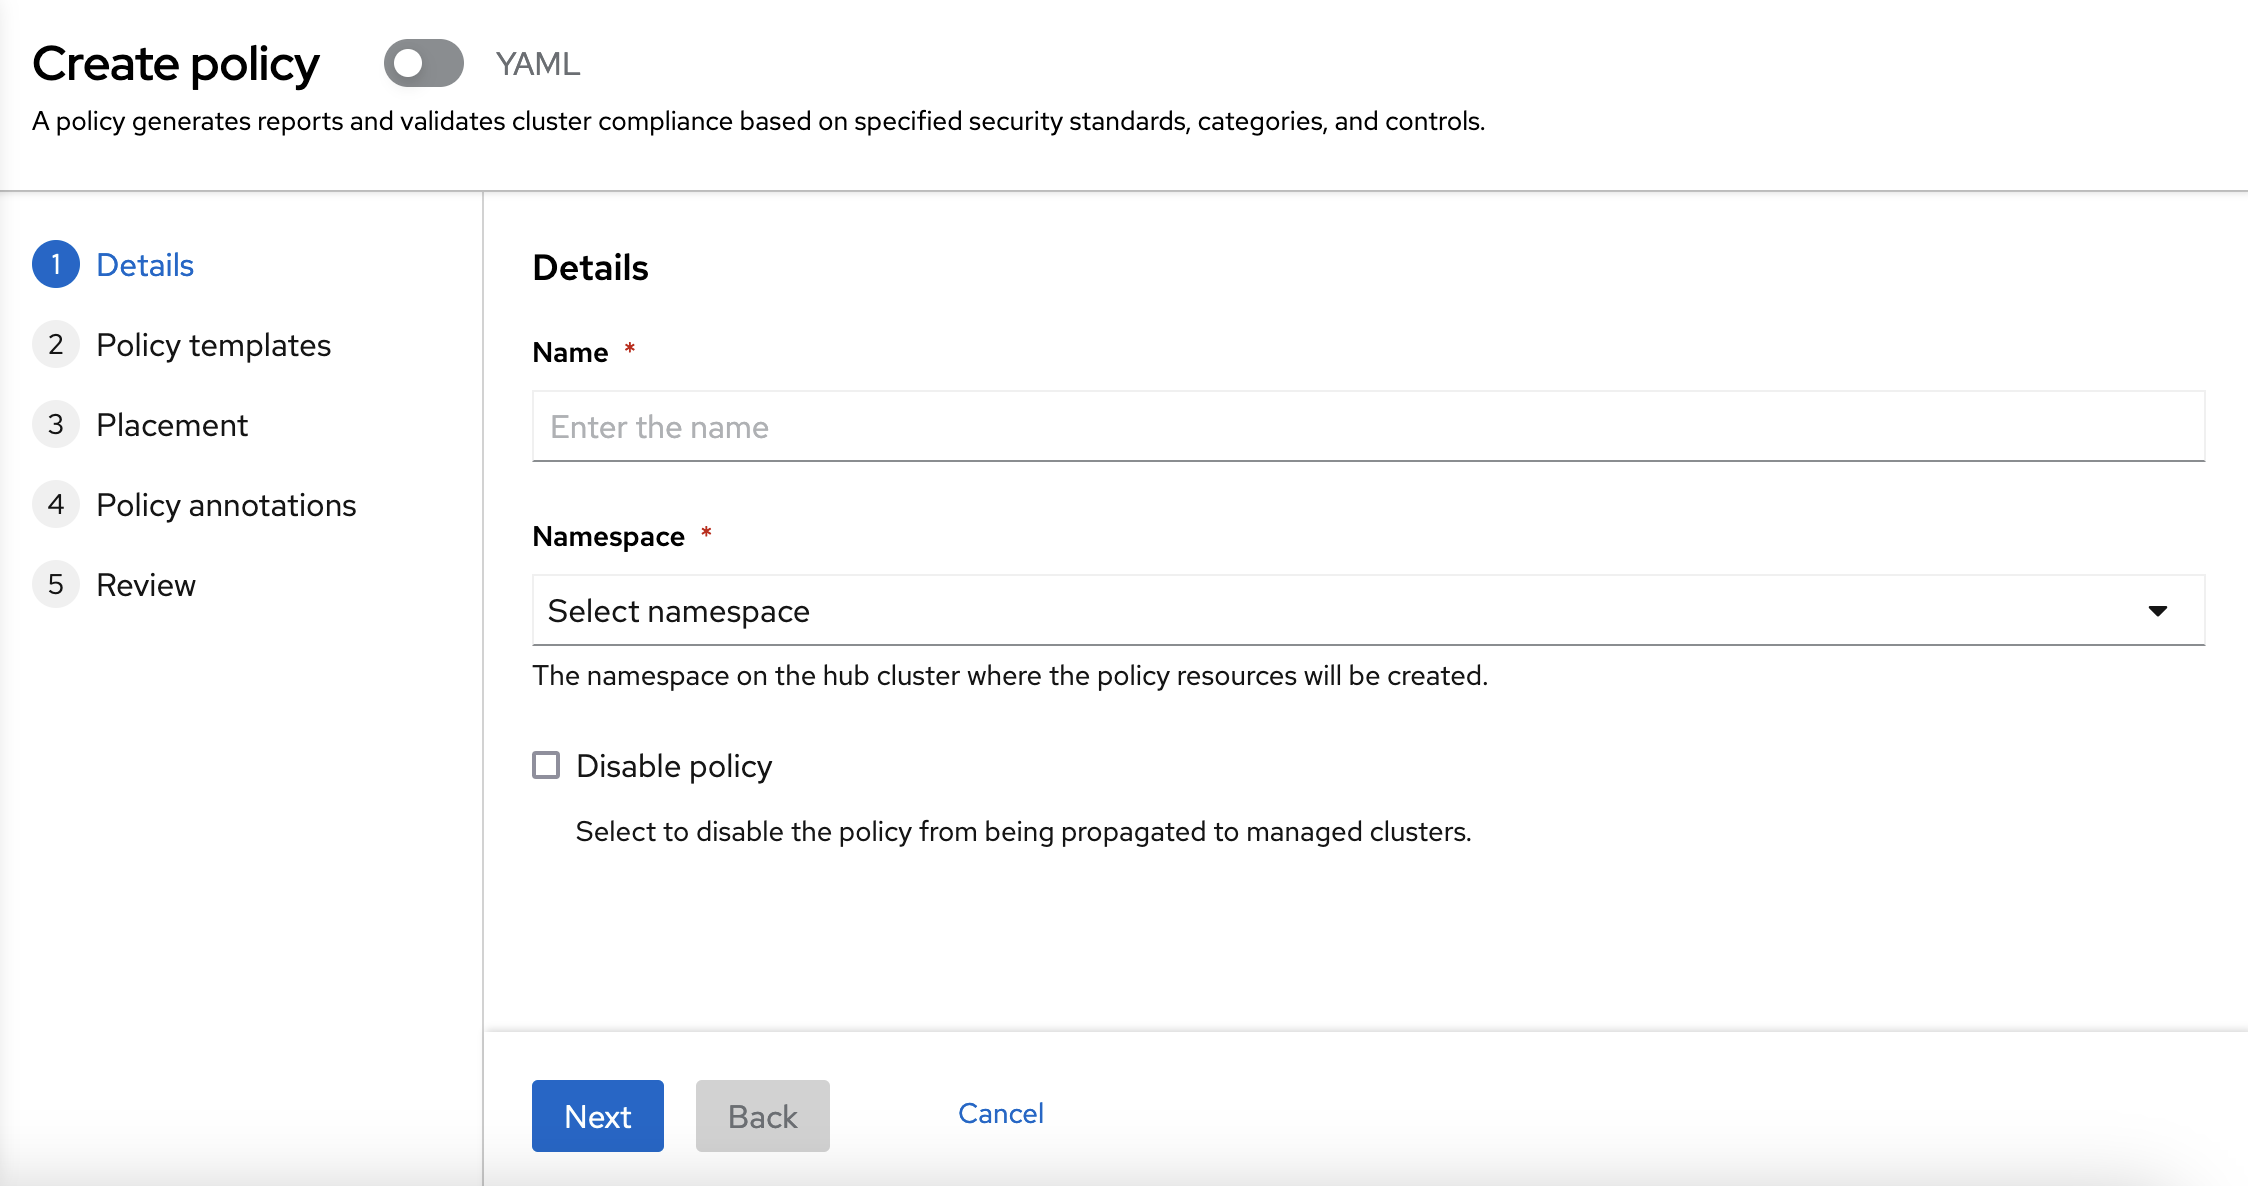 Create policy YAML
A policy generates reports and validates cluster compliance based on specified security standards, categories, and controls.
1 Details
2 Policy templates
3 Placement
4 Policy annotations
5 Review
Details
Name *
Enter the name
Namespace *
Select namespace
The namespace on the hub cluster where the policy resources will be created.
Disable policy
Select to disable the policy from being propagated to managed clusters.
Next Back Cancel